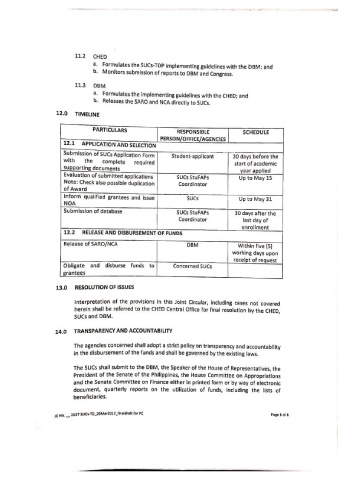 11.2 CHED
a. Formulates the SUCs-TDP implementing guidelines with the DBM; and
b. Monitors submission of reports to DBM and Congress.
11.3 DBM
a. Formulates the implementing guidelines with the CHED; and
b. Releases the SARO and NCA directly to SUCs.
12.0 TIMELINE
PARTICULARS RESPONSIBLE PERSON/OFFICE/AGENCIES SCHEDULE
12.1 APPLICATION AND SELECTION
Submission of SUCs Application Form
with the complete required
supporting documents
Student-applicant
30 days before the
start of academic
year applied
Evaluation of submitted applications
Note: Check also possible duplication
of Award
SUCs StuFAPs
Coordinator
Up to May 15
Inform qualified grantees and issue
NOA
SUCs
Up to May 31
Submission of database
SUCs StuFAPs
Coordinator
30 days after the
last day of
enrollment
12.2 RELEASE AND DISBURSEMENT OF FUNDS
Release of SARO/NCA
DBM
Within five (5)
working days upon
receipt of request
Obligate and disburse funds to
grantees
Concerned SUCs
13.0 RESOLUTION OF ISSUES
Interpretation of the provisions in this Joint Circular, including cases not covered
herein shall be referred to the CHED Central Office for final resolution by the CHED,
SUCs and DBM.
14.0 TRANSPARENCY AND ACCOUNTABILITY
The agencies concerned shall adopt a strict policy on transparency and accountability
in the disbursement of the funds and shall be governed by the existing laws.
The SUCs shall submit to the DBM, the Speaker of the House of Representatives, the
President of the Senate of the Philippines, the House Committee on Appropriations
and the Senate Committee on Finance either in printed form or by way of electronic
document, quarterly reports on the utilization of funds, including the lists of
beneficiaries.